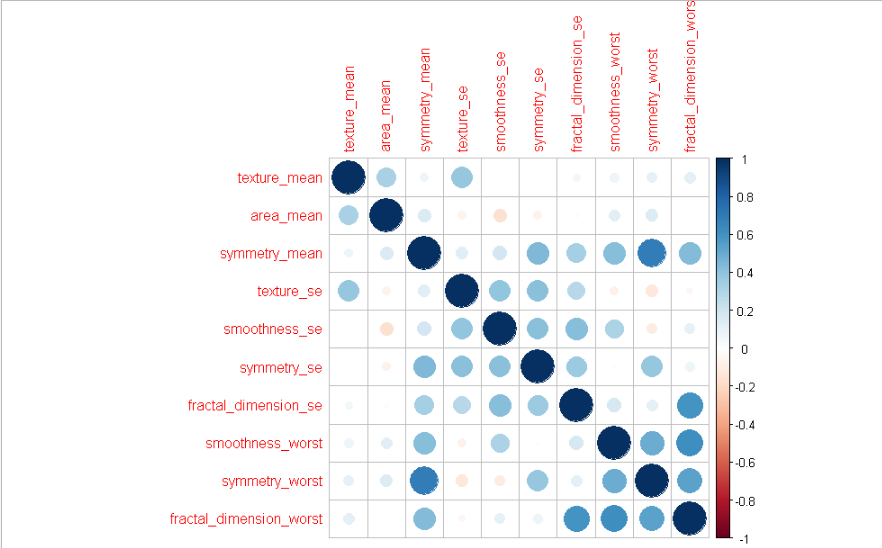 texture_mean
area_mean
symmetry_mean
texture_se
smoothness_se
symmetry_se
fractal_dimension_se
smoothness_worst
symmetry_worst
fractal_dimension_wors
texture_mean
area_mean
symmetry_mean
texture_se
smoothness_se
symmetry_se
fractal_dimension_se
smoothness_worst
symmetry_worst
fractal_dimension_worst
1
0.8
0.6
0.4
0.2
0
-0.2
-0.4
-0.6
-0.8
-1